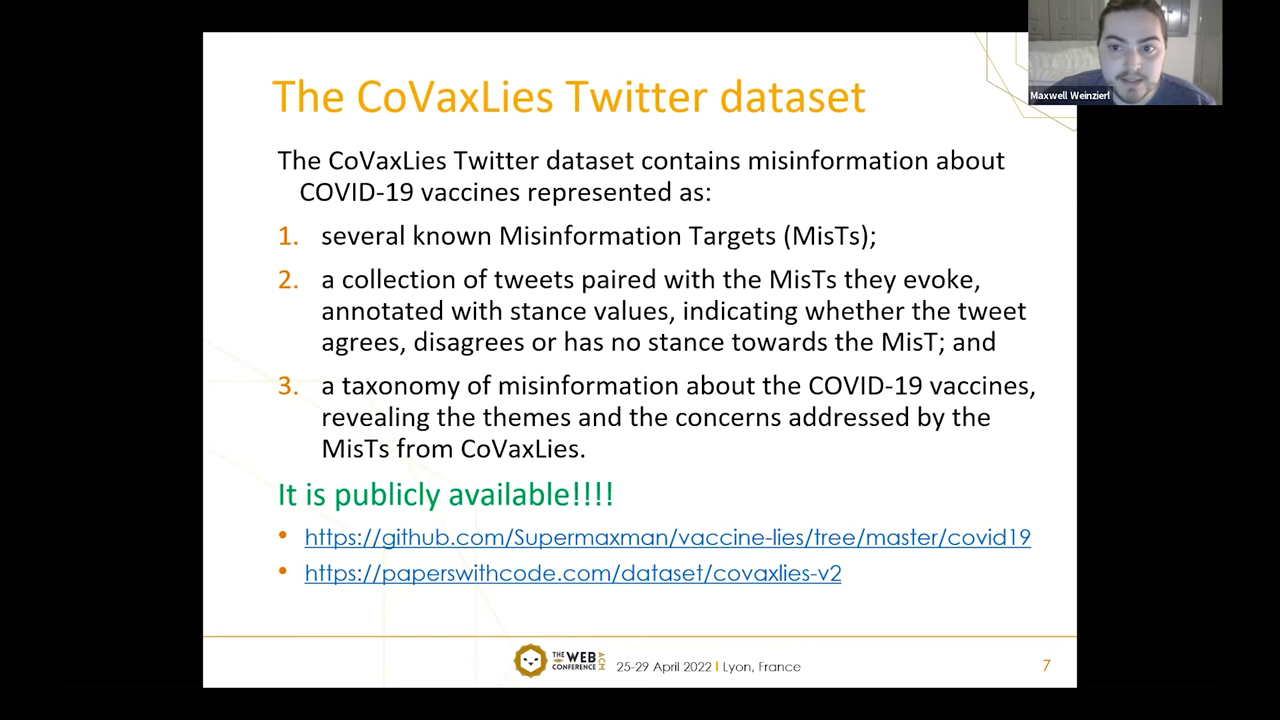 The CoVaxLies Twitter dataset
Maxwell Weinzierl
The CoVaxLies Twitter dataset contains misinformation about
COVID-19 vaccines represented as:
1. several known Misinformation Targets (MisTs);
2. a collection of tweets paired with the MisTs they evoke,
annotated with stance values, indicating whether the tweet
agrees, disagrees or has no stance towards the MisT; and
3. a taxonomy of misinformation about the COVID-19 vaccines,
revealing the themes and the concerns addressed by the
MisTs from CoVaxLies.
It is publicly available!!!!
• https://github.com/Supermaxman/vaccine-lies/tree/master/covid19
• https://paperswithcode.com/dataset/covaxlies-v2
THE WEB CONFERENCE ACM
25-29 April 2022 I Lyon, France
7